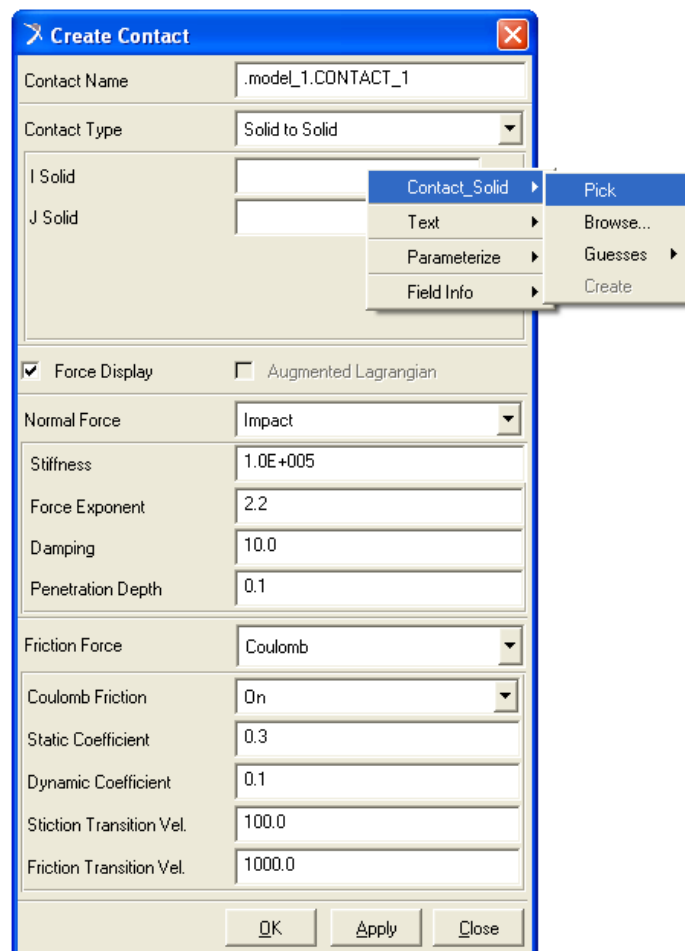 Create Contact
Contact Name .model_1.CONTACT_1
Contact Type Solid to Solid
I Solid
J Solid
Contact_Solid Pick
Text Browse...
Parameterize Guesses
Field Info Create
Force Display Augmented Lagrangian
Normal Force Impact
Stiffness 1.0E+005
Force Exponent 2.2
Damping 10.0
Penetration Depth 0.1
Friction Force Coulomb
Coulomb Friction On
Static Coefficient 0.3
Dynamic Coefficient 0.1
Stiction Transition Vel. 100.0
Friction Transition Vel. 1000.0
OK Apply Close